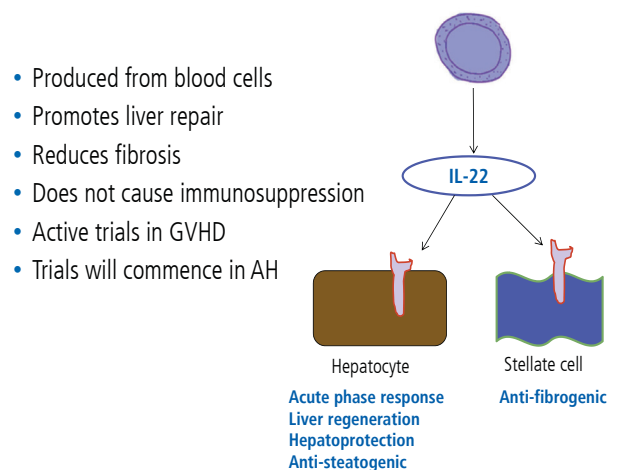 • Produced from blood cells
• Promotes liver repair
• Reduces fibrosis
• Does not cause immunosuppression
• Active trials in GVHD
• Trials will commence in AH
IL-22
Hepatocyte
Acute phase response
Liver regeneration
Hepatoprotection
Anti-steatogenic
Stellate cell
Anti-fibrogenic